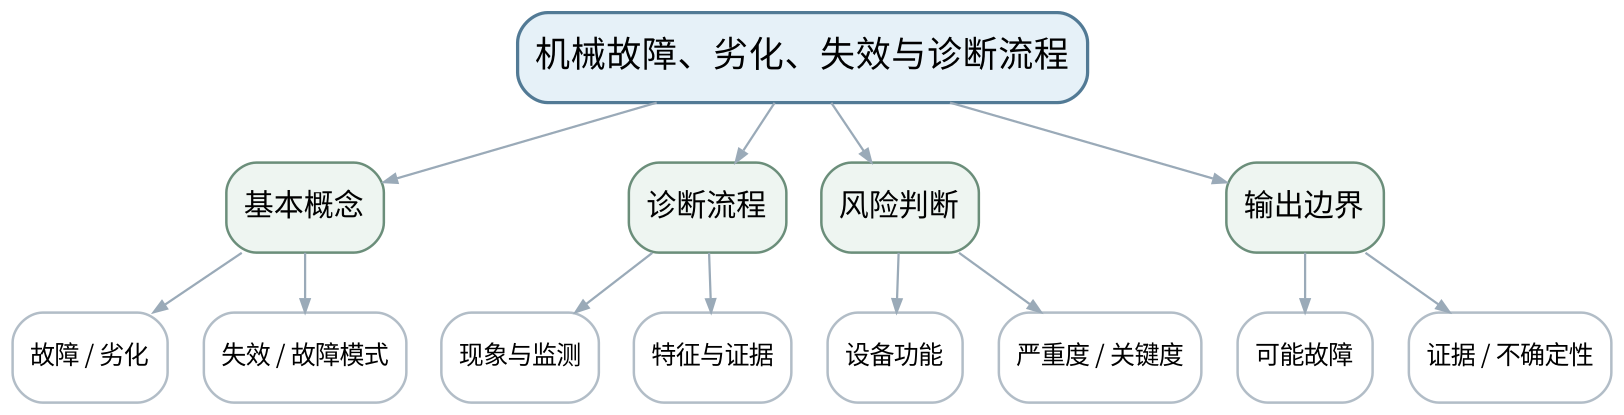 机械故障、劣化、失效与诊断流程
基本概念
诊断流程
风险判断
输出边界
故障 / 劣化
失效 / 故障模式
现象与监测
特征与证据
设备功能
严重度 / 关键度
可能故障
证据 / 不确定性